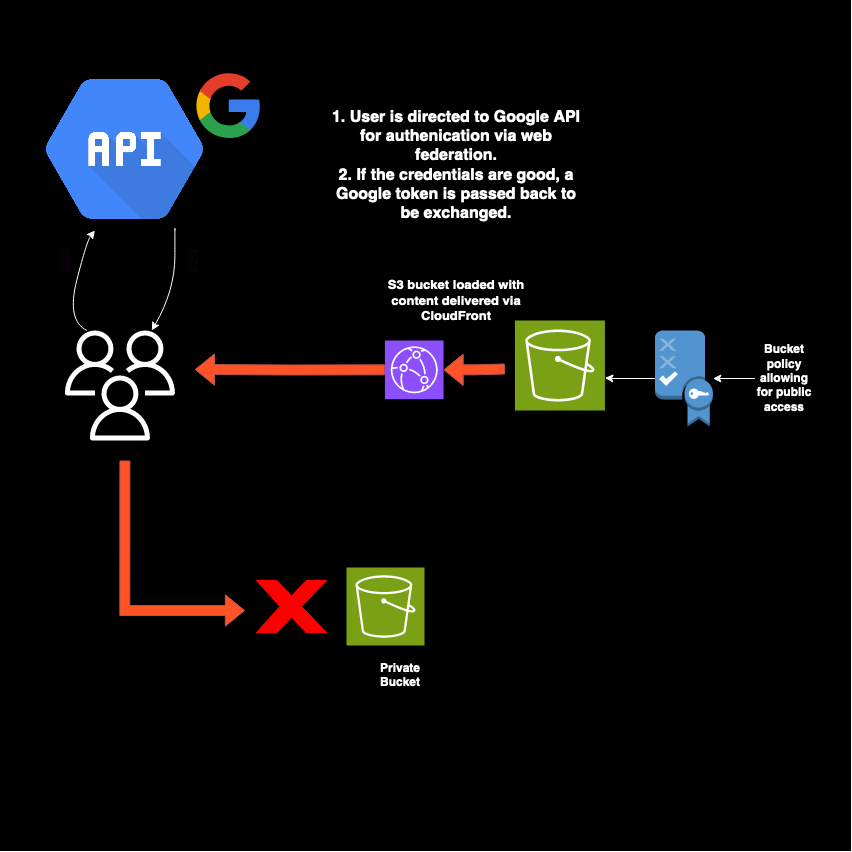 API
1. User is directed to Google API
for authenication via web
federation.
2. If the credentials are good, a
Google token is passed back to
be exchanged.
S3 bucket loaded with
content delivered via
CloudFront
Bucket
policy
allowing
for public
access
Private
Bucket